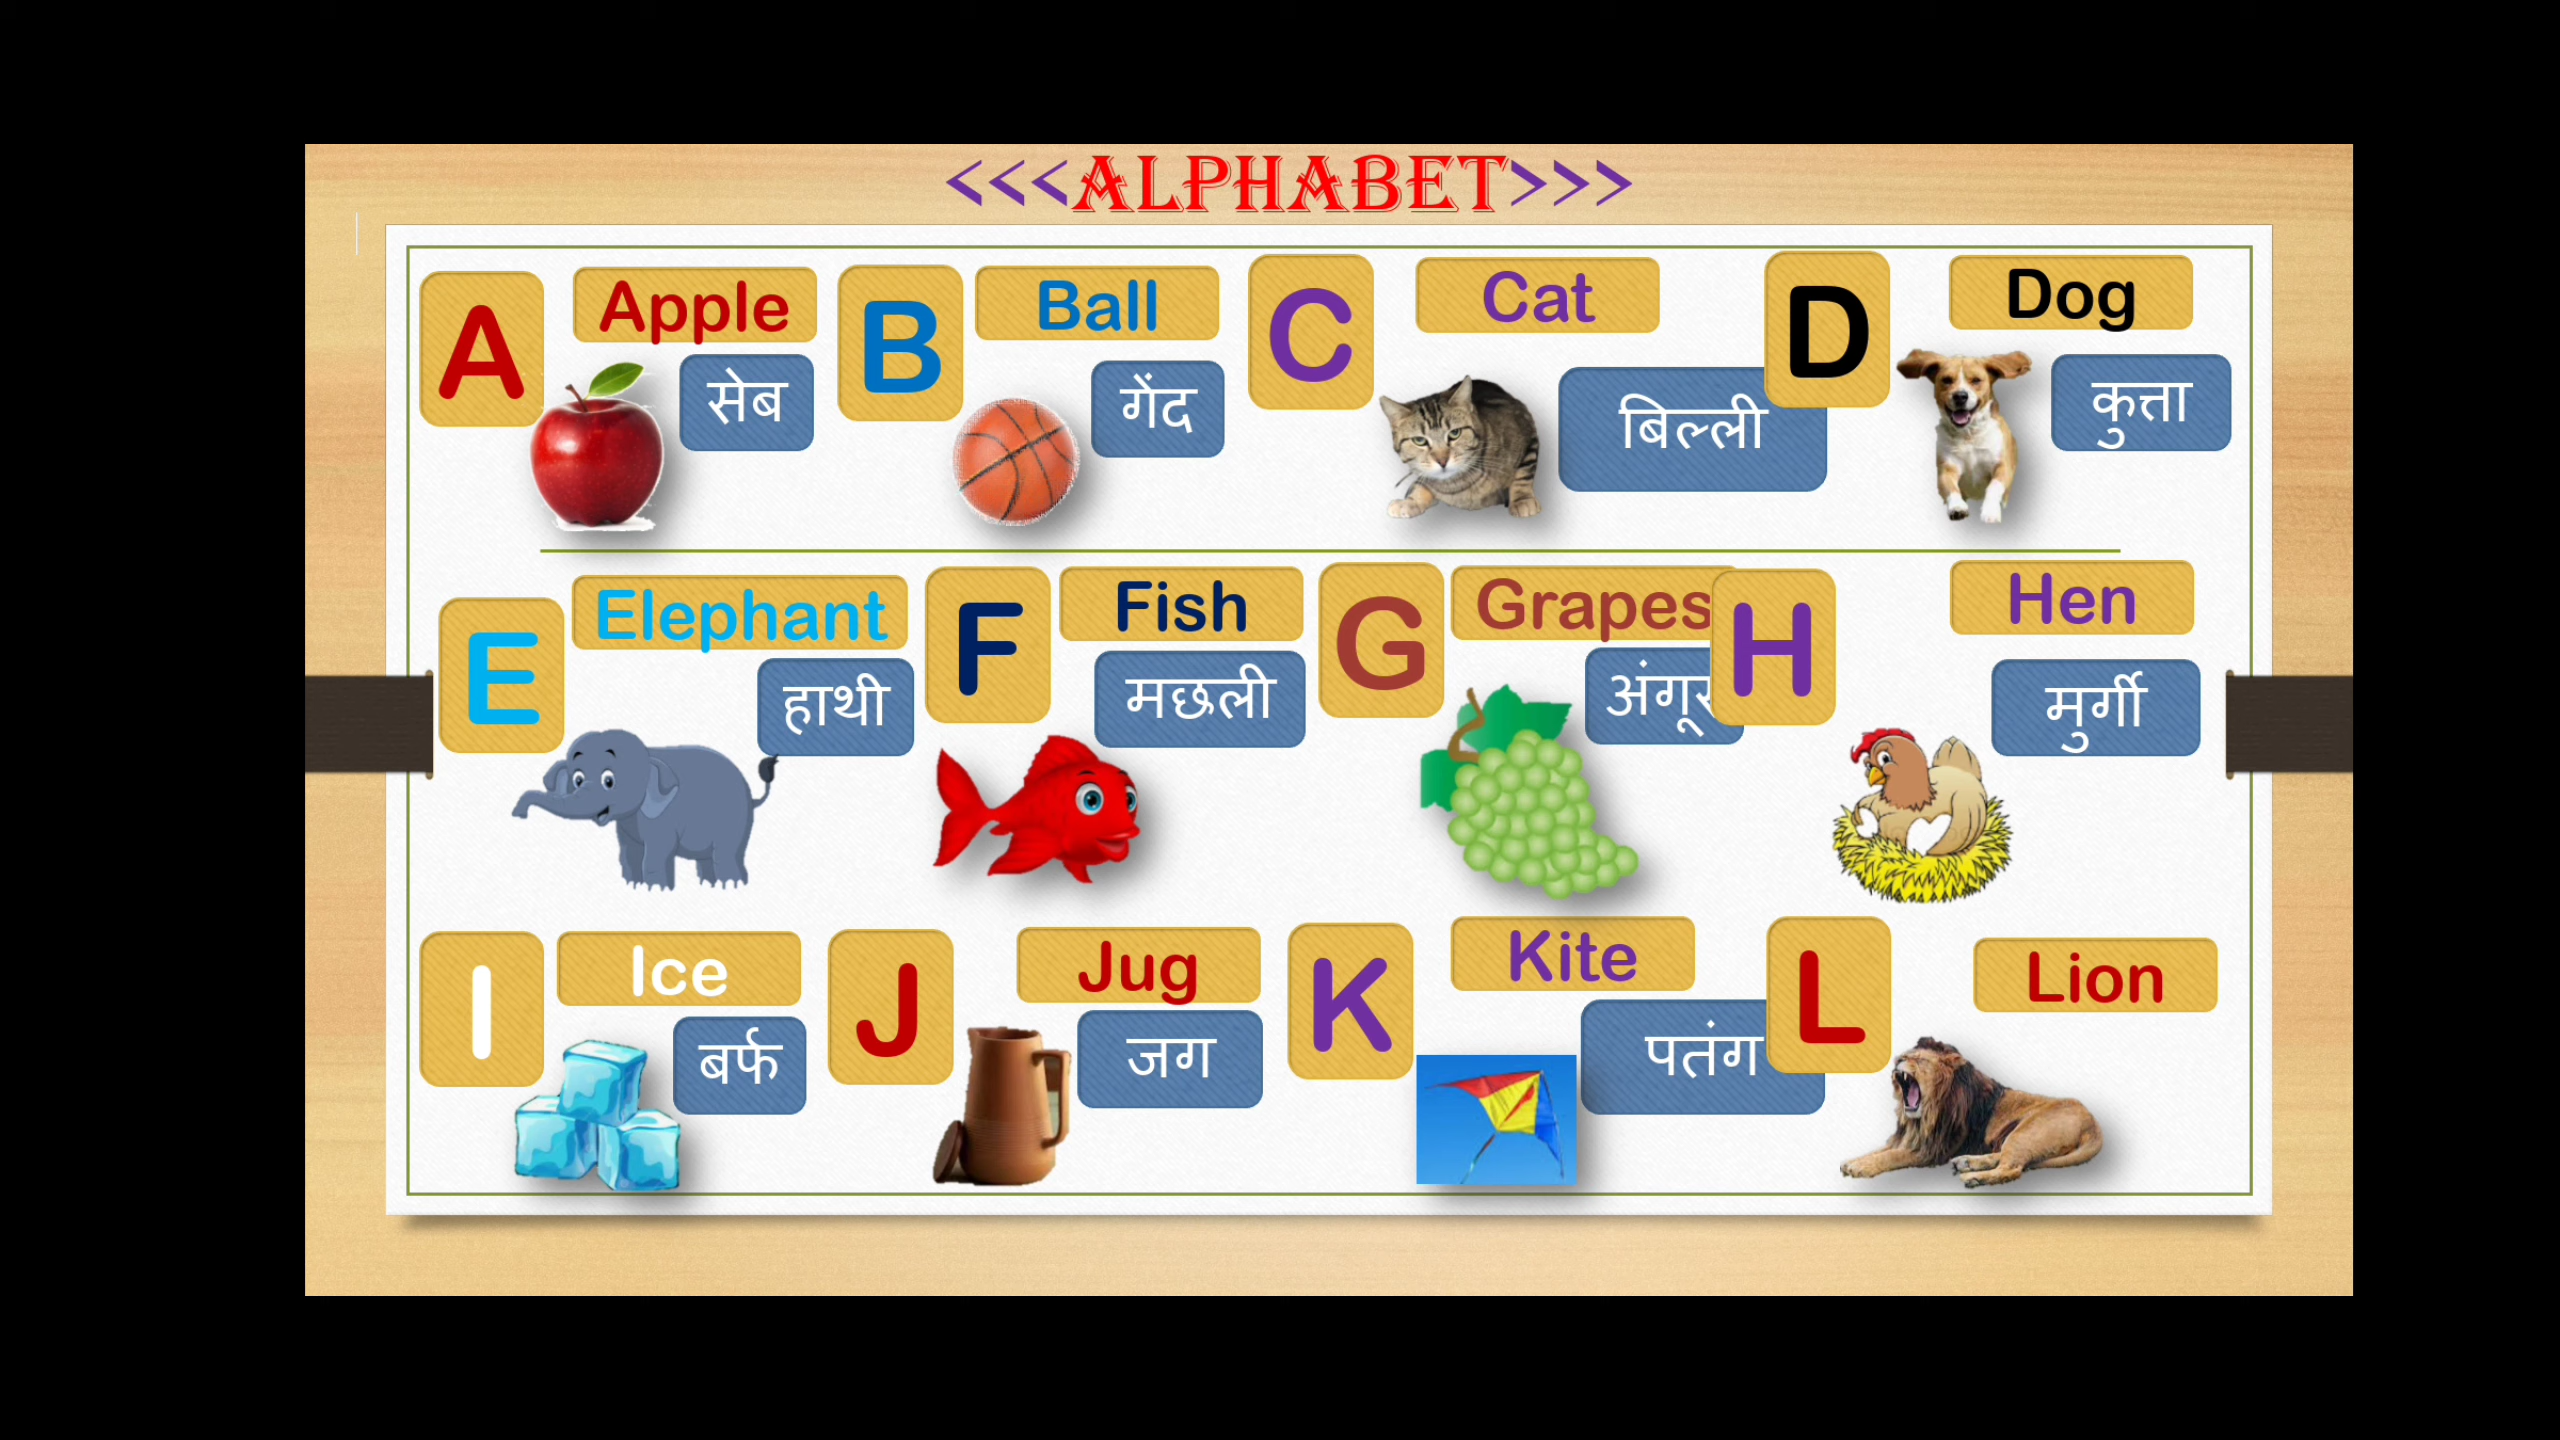 <<<ALPHABET>>>
A Apple सेब
B Ball गेंद
C Cat बिल्ली
D Dog कुत्ता
E Elephant हाथी
F Fish मछली
G Grapes अंगूर
H Hen मुर्गी
I Ice बर्फ
J Jug जग
K Kite पतंग
L Lion